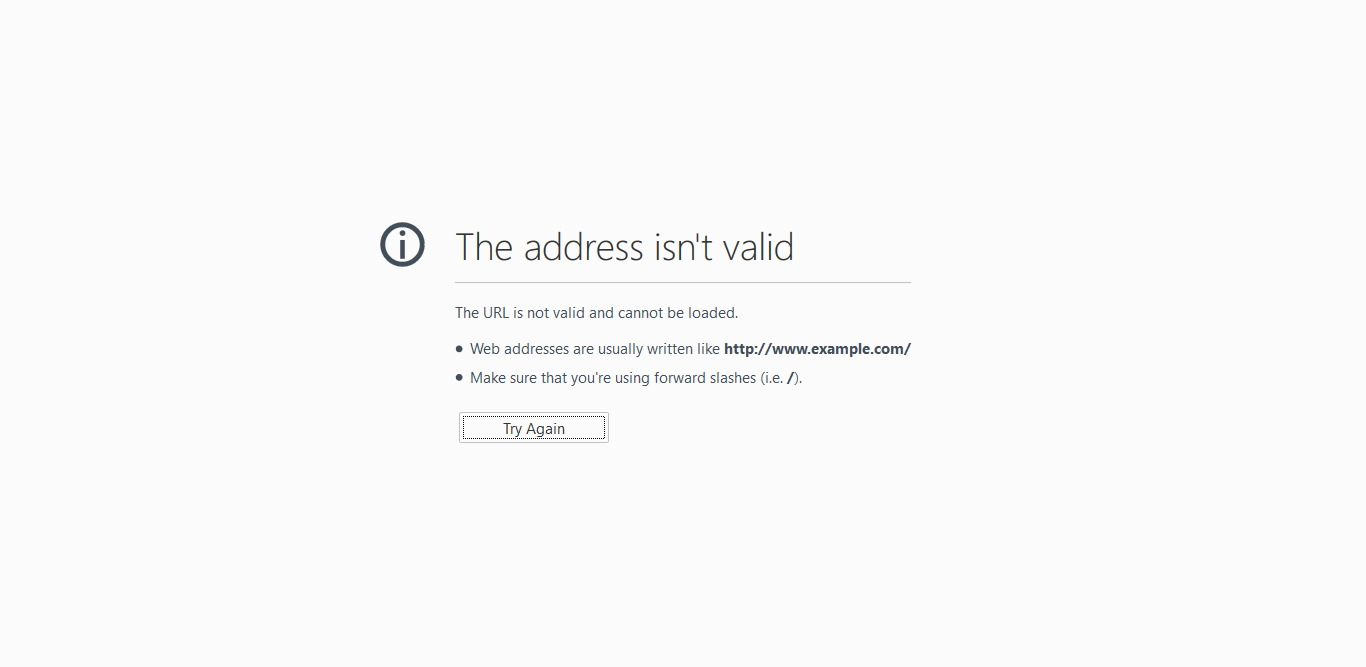 The address isn't valid
The URL is not valid and cannot be loaded.
● Web addresses are usually written like http://www.example.com/
● Make sure that you're using forward slashes (i.e. /).
Try Again